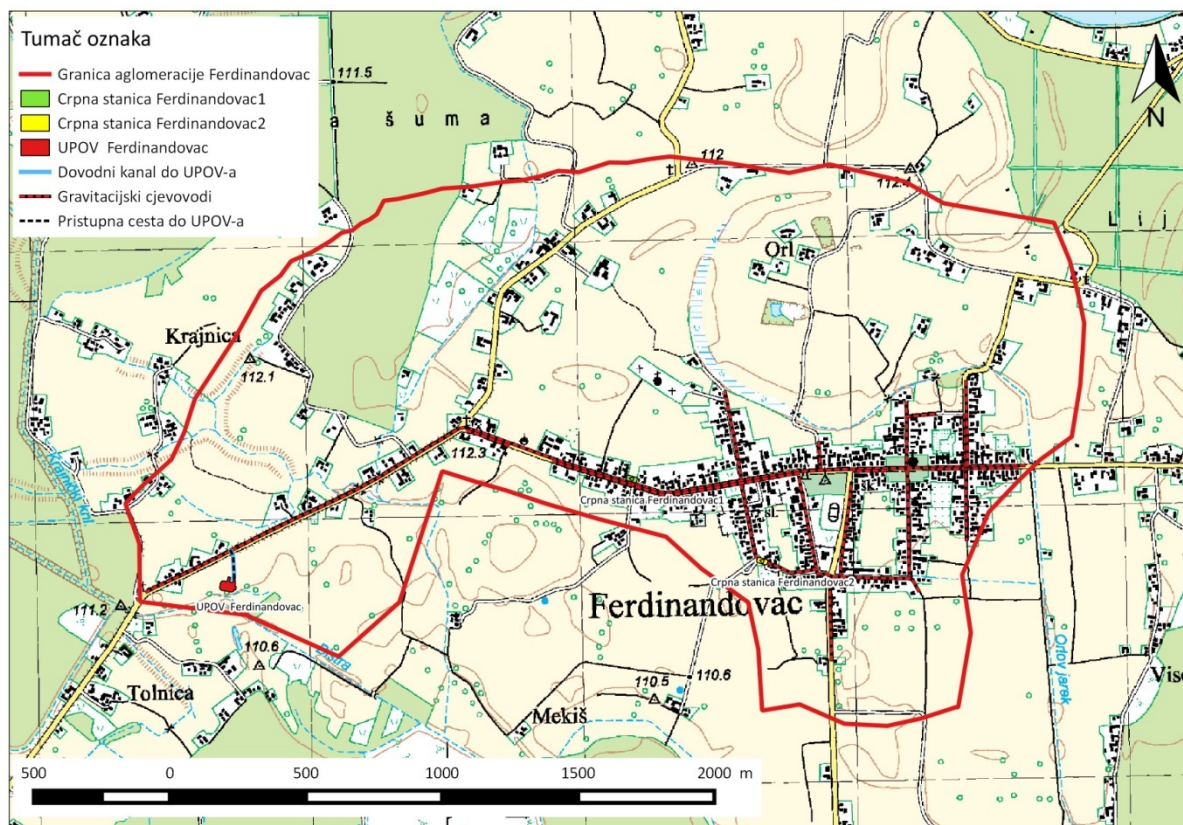 Tumač oznaka
Granica aglomeracije Ferdinandovac
Crpna stanica Ferdinandovac1
Crpna stanica Ferdinandovac2
UPOV Ferdinandovac
Dovodni kanal do UPOV-a
Gravitacijski cjevovodi
Pristupna cesta do UPOV-a
111.5
a šuma
112
N
L i j
Orl
Krajnica
112.1
112.3
Crpna stanica Ferdinandovac1
Crpna stanica Ferdinandovac2
Ferdinandovac
UPOV Ferdinandovac
111.2
110.6
Tolnica
Mekiš
110.5
110.6
Orlov jarek
500 0 500 1000 1500 2000 m